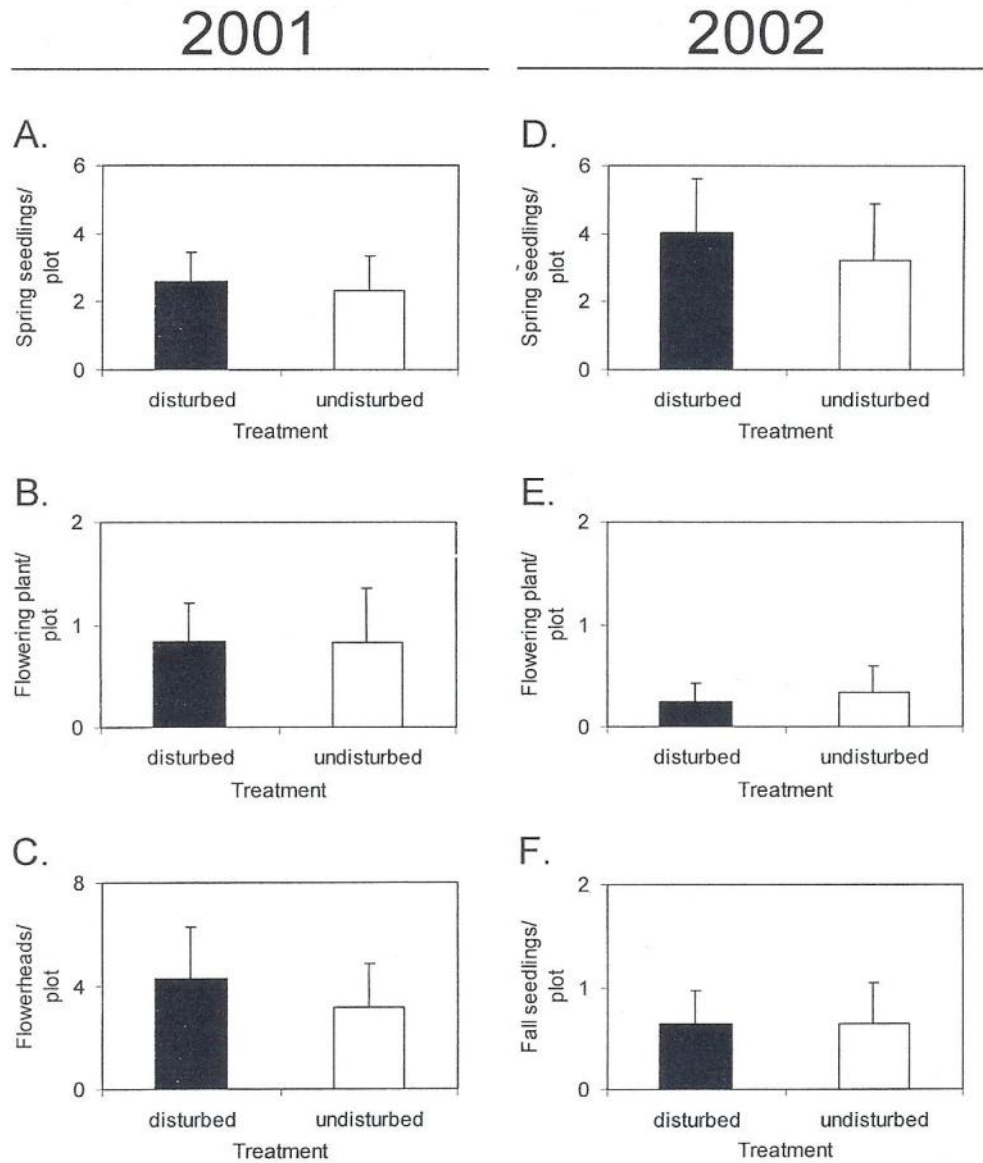 2001
2002
A.
Spring seedlings/
plot
6
4
2
0
disturbed undisturbed
Treatment
D.
Spring seedlings/
plot
6
4
2
0
disturbed undisturbed
Treatment
B.
Flowering plant/
plot
2
1
0
disturbed undisturbed
Treatment
E.
Flowering plant/
plot
2
1
0
disturbed undisturbed
Treatment
C.
Flowerheads/
plot
8
4
0
disturbed undisturbed
Treatment
F.
Fall seedlings/
plot
2
1
0
disturbed undisturbed
Treatment